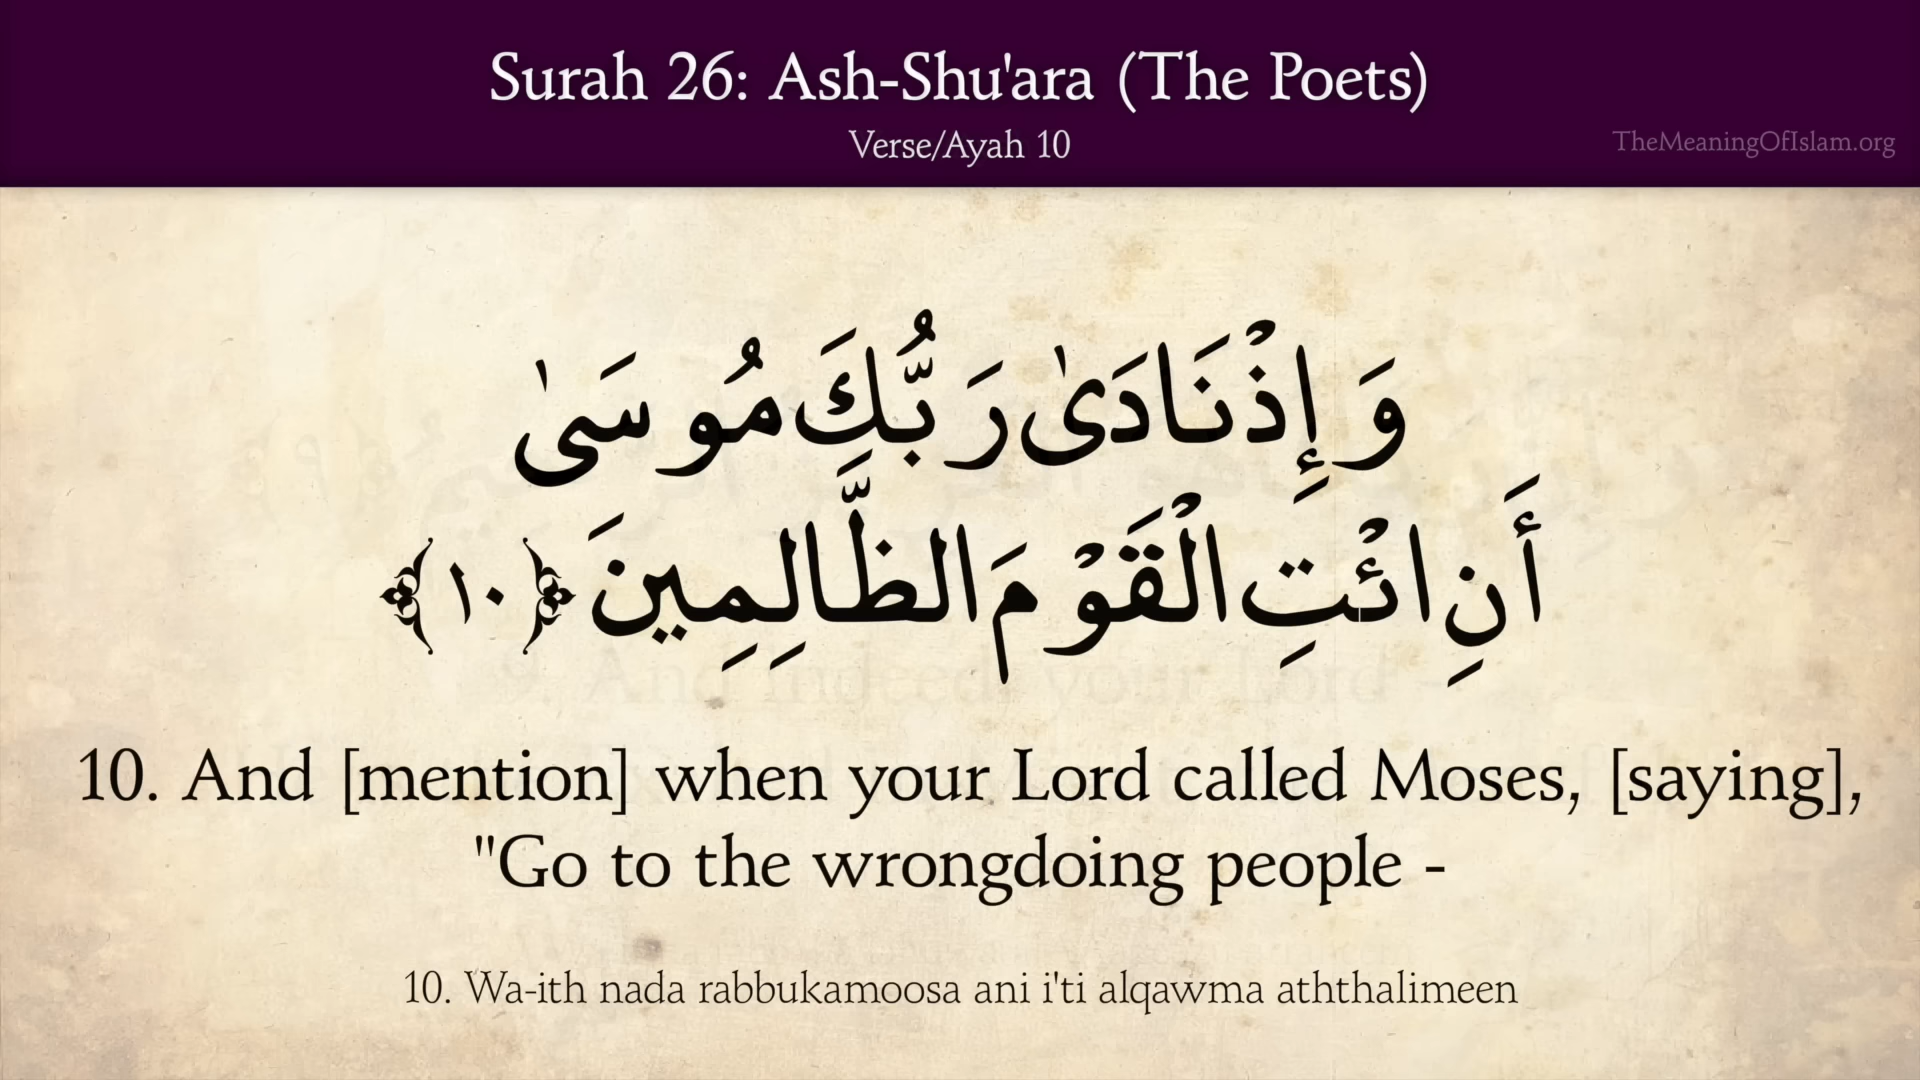 Surah 26: Ash-Shu'ara (The Poets)
Verse/Ayah 10
TheMeaningOfIslam.org
وَإِذْ نَادَىٰ رَبُّكَ مُوسَىٰ
أَنِ ائْتِ الْقَوْمَ الظَّالِمِينَ ﴿١٠﴾
10. And [mention] when your Lord called Moses, [saying],
"Go to the wrongdoing people -
10. Wa-ith nada rabbukamoosa ani i'ti alqawma aththalimeen